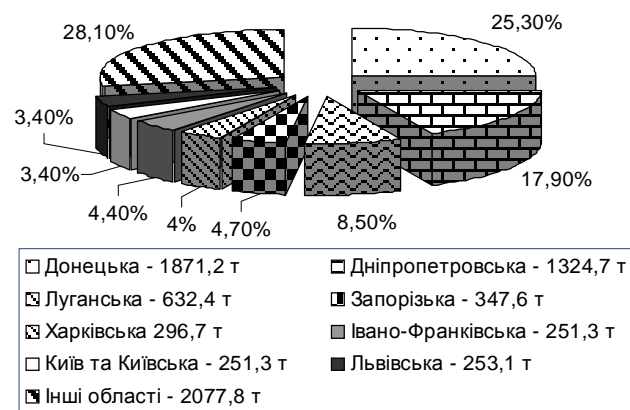 28,10%
25,30%
3,40%
3,40%
4,40%
4%
4,70%
8,50%
17,90%
Донецька - 1871,2 т
Дніпропетровська - 1324,7 т
Луганська - 632,4 т
Запорізька - 347,6 т
Харківська 296,7 т
Івано-Франківська - 251,3 т
Київ та Київська - 251,3 т
Львівська - 253,1 т
Інші області - 2077,8 т